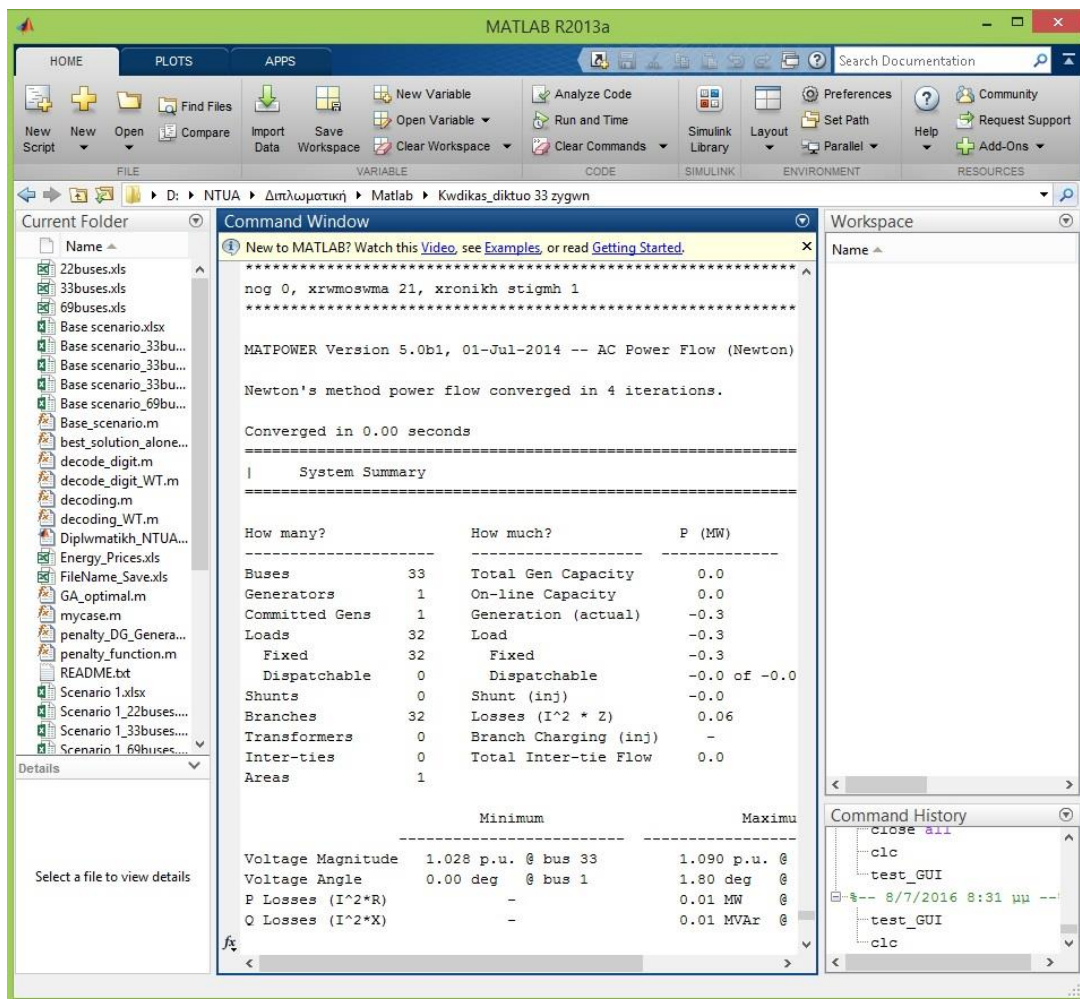 MATLAB R2013a
HOME PLOTS APPS Search Documentation
New Script New Open Find Files Compare Import Data Save Workspace New Variable Open Variable Clear Workspace Analyze Code Run and Time Clear Commands Simulink Library Layout Preferences Set Path Parallel Help Community Request Support Add-Ons
FILE VARIABLE CODE SIMULINK ENVIRONMENT RESOURCES
D: NTUA Διπλωματική Matlab Kwdikas_diktuo 33 zygwn
Current Folder
Name
22buses.xls
33buses.xls
69buses.xls
Base scenario.xlsx
Base scenario_33bu...
Base scenario_33bu...
Base scenario_33bu...
Base scenario_69bu...
Base_scenario.m
best_solution_alone...
decode_digit.m
decode_digit_WT.m
decoding.m
decoding_WT.m
Diplwmatikh_NTUA...
Energy_Prices.xls
FileName_Save.xls
GA_optimal.m
mycase.m
penalty_DG_Genera...
penalty_function.m
README.txt
Scenario 1.xlsx
Scenario 1_22buses....
Scenario 1_33buses....
Scenario 1_69buses....
Details
Select a file to view details
Command Window
New to MATLAB? Watch this Video, see Examples, or read Getting Started.
****************************************************************
nog 0, xrwmoswma 21, xronikh stigmh 1
****************************************************************
MATPOWER Version 5.0b1, 01-Jul-2014 -- AC Power Flow (Newton)
Newton's method power flow converged in 4 iterations.
Converged in 0.00 seconds
================================================================
| System Summary
================================================================
How many? How much? P (MW)
--------------------- ------------------- -------------
Buses 33 Total Gen Capacity 0.0
Generators 1 On-line Capacity 0.0
Committed Gens 1 Generation (actual) -0.3
Loads 32 Load -0.3
Fixed 32 Fixed -0.3
Dispatchable 0 Dispatchable -0.0 of -0.0
Shunts 0 Shunt (inj) -0.0
Branches 32 Losses (I^2 * Z) 0.06
Transformers 0 Branch Charging (inj) -
Inter-ties 0 Total Inter-tie Flow 0.0
Areas 1
Minimum Maximu
------------------------- -----------------
Voltage Magnitude 1.028 p.u. @ bus 33 1.090 p.u. @
Voltage Angle 0.00 deg @ bus 1 1.80 deg @
P Losses (I^2*R) - 0.01 MW @
Q Losses (I^2*X) - 0.01 MVAr @
fx
Workspace
Name
Command History
close all
clc
test_GUI
%-- 8/7/2016 8:31 μμ --
test_GUI
clc